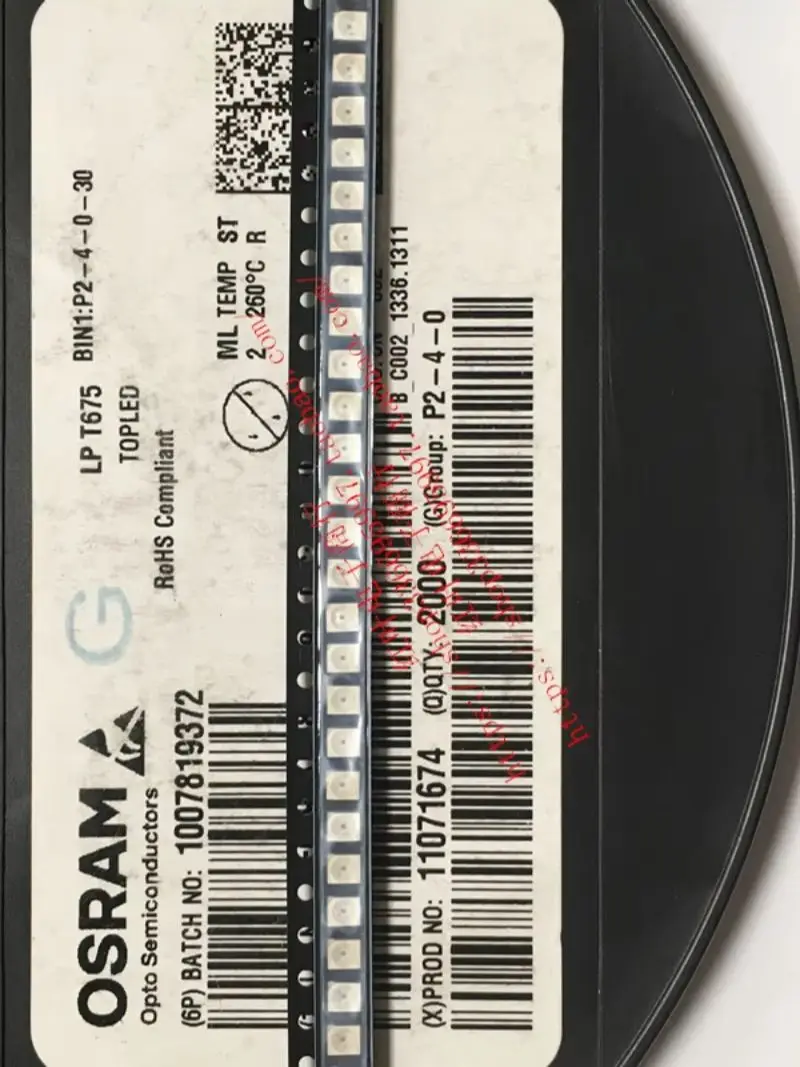 OSRAM
Opto Semiconductors
G
LP T675 BIN1:P2-4-0-30
TOPLED
RoHS Compliant
ML TEMP ST
2 260°C R
(6P) BATCH NO: 1007819372
B_C002 1336.1311
(X)PROD NO: 11071674 (Q)QTY: 2000 (G)Group: P2-4-0